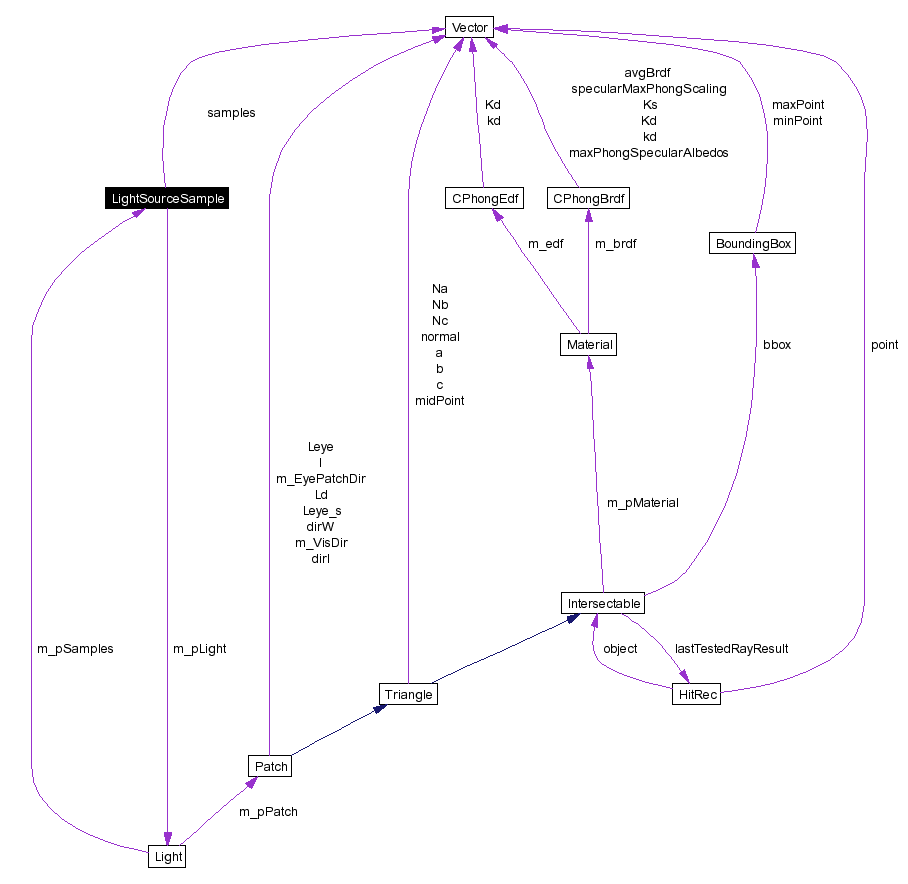 Vector
avgBrdf
specularMaxPhongScaling
Ks
Kd
kd
maxPhongSpecularAlbedos
samples
Kd
kd
maxPoint
minPoint
LightSourceSample
CPhongEdf
CPhongBrdf
BoundingBox
m_edf
m_brdf
Na
Nb
Nc
normal
a
b
c
midPoint
Material
bbox
point
Leye
l
m_EyePatchDir
Ld
Leye_s
dirW
m_VisDir
dirI
m_pMaterial
Intersectable
m_pSamples
m_pLight
object
lastTestedRayResult
Triangle
HitRec
Patch
m_pPatch
Light